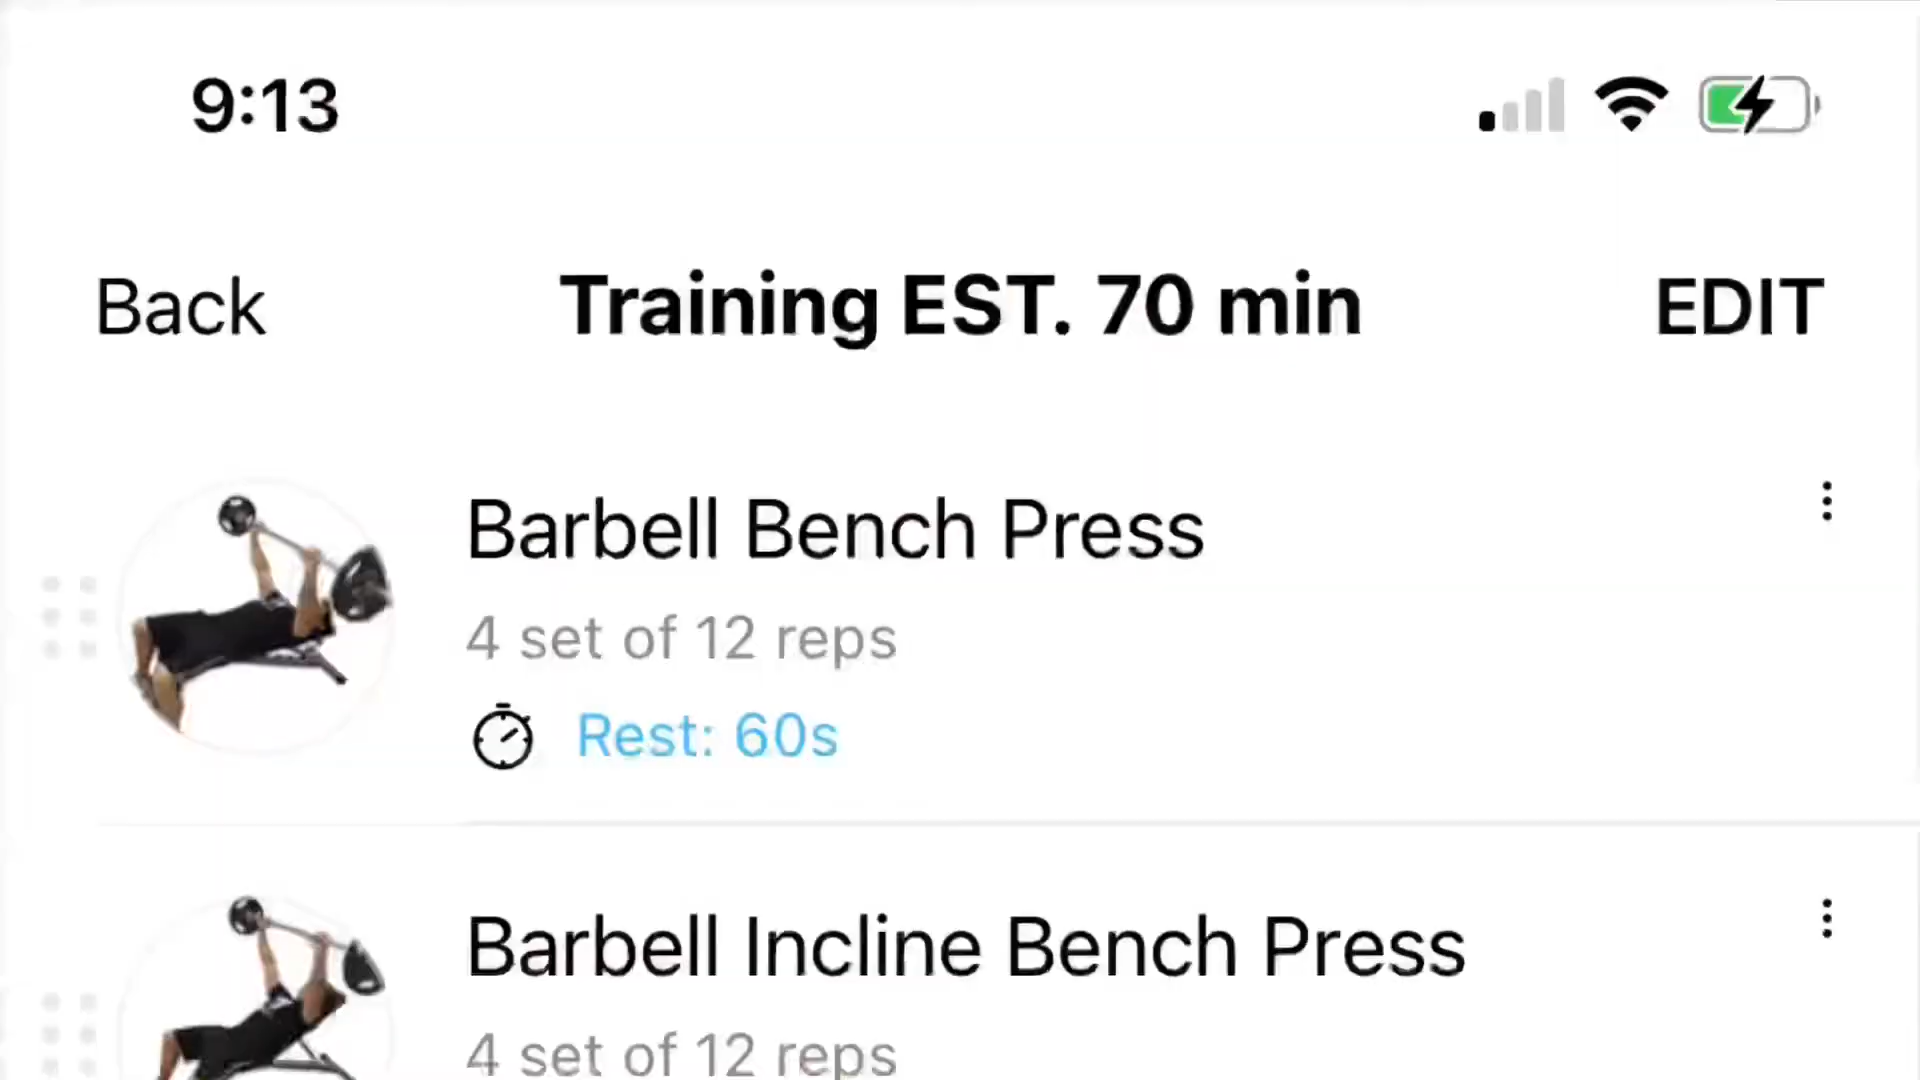 9:13
Back
Training EST. 70 min
EDIT
Barbell Bench Press
4 set of 12 reps
Rest: 60s
Barbell Incline Bench Press
4 set of 12 reps